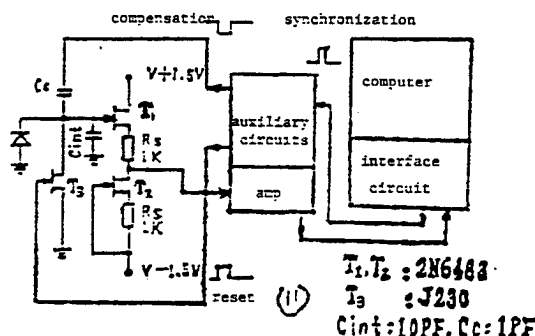 compensation
synchronization
V+1.5V
Cc
T1
Cint
Rs
1K
T3
T2
Rs
1K
V-1.5V
reset
auxiliary
circuits
amp
computer
interface
circuit
(11)
T1,T2 : 2N6483
T3 : J230
Cint:10PF,Cc:1PF